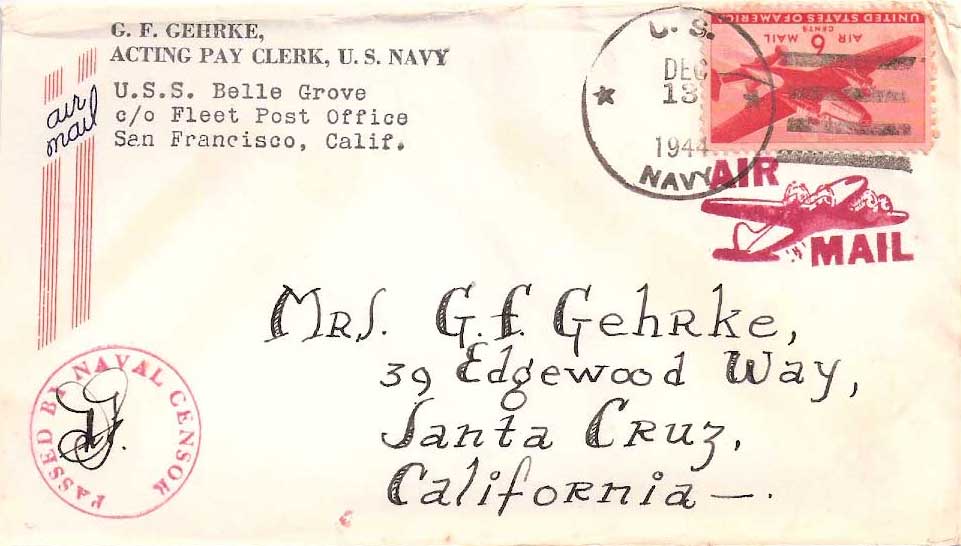 G. F. GEHRKE,
ACTING PAY CLERK, U. S. NAVY
U.S.S. Belle Grove
c/o Fleet Post Office
San Francisco, Calif.
air
mail
U. S.
DEC
13
1944
NAVY
UNITED STATES OF AMERICA
6 CENTS
AIR MAIL
AIR
MAIL
Mrs. G. F. Gehrke,
39 Edgewood Way,
Santa Cruz,
California —.
PASSED BY NAVAL CENSOR